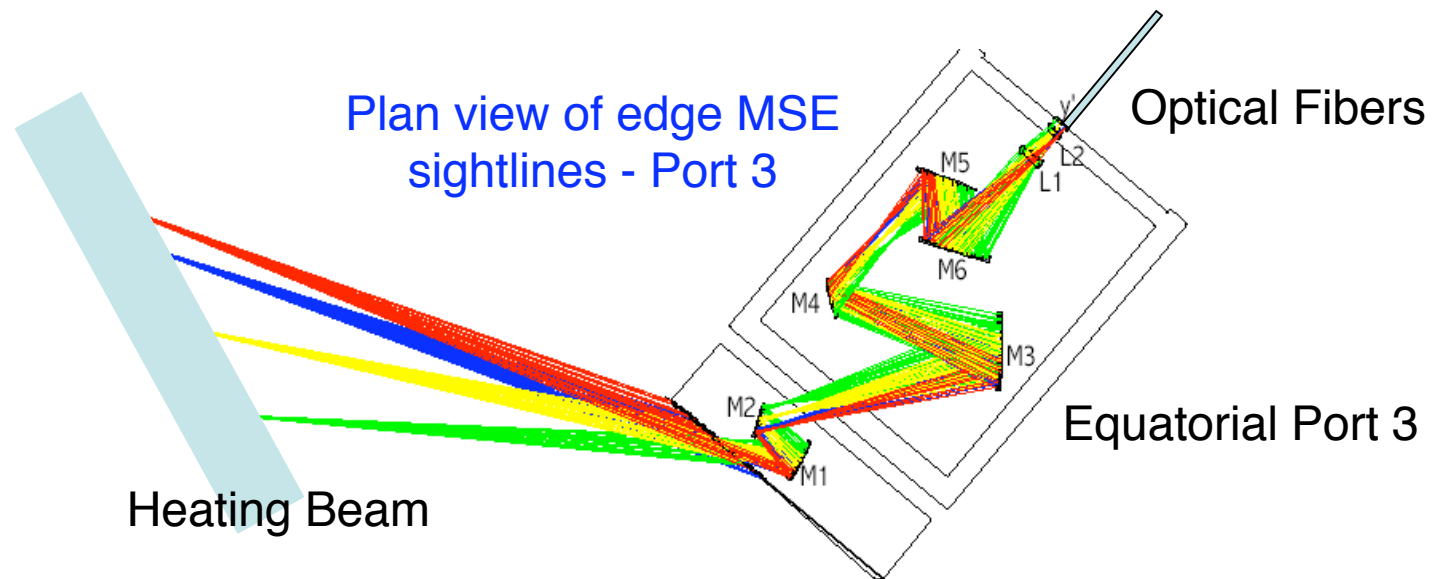 Plan view of edge MSE
sightlines - Port 3
Optical Fibers
y'
L2
L1
M5
M6
M4
M3
M2
M1
Equatorial Port 3
Heating Beam